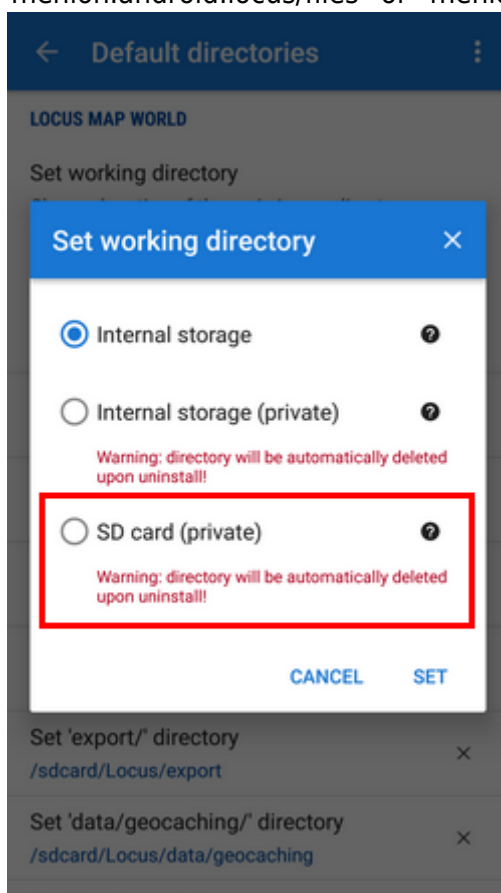 Default directories
LOCUS MAP WORLD
Set working directory
Set working directory
Internal storage
Internal storage (private)
Warning: directory will be automatically deleted
upon uninstall!
SD card (private)
Warning: directory will be automatically deleted
upon uninstall!
CANCEL SET
Set 'export/' directory
/sdcard/Locus/export
Set 'data/geocaching/' directory
/sdcard/Locus/data/geocaching